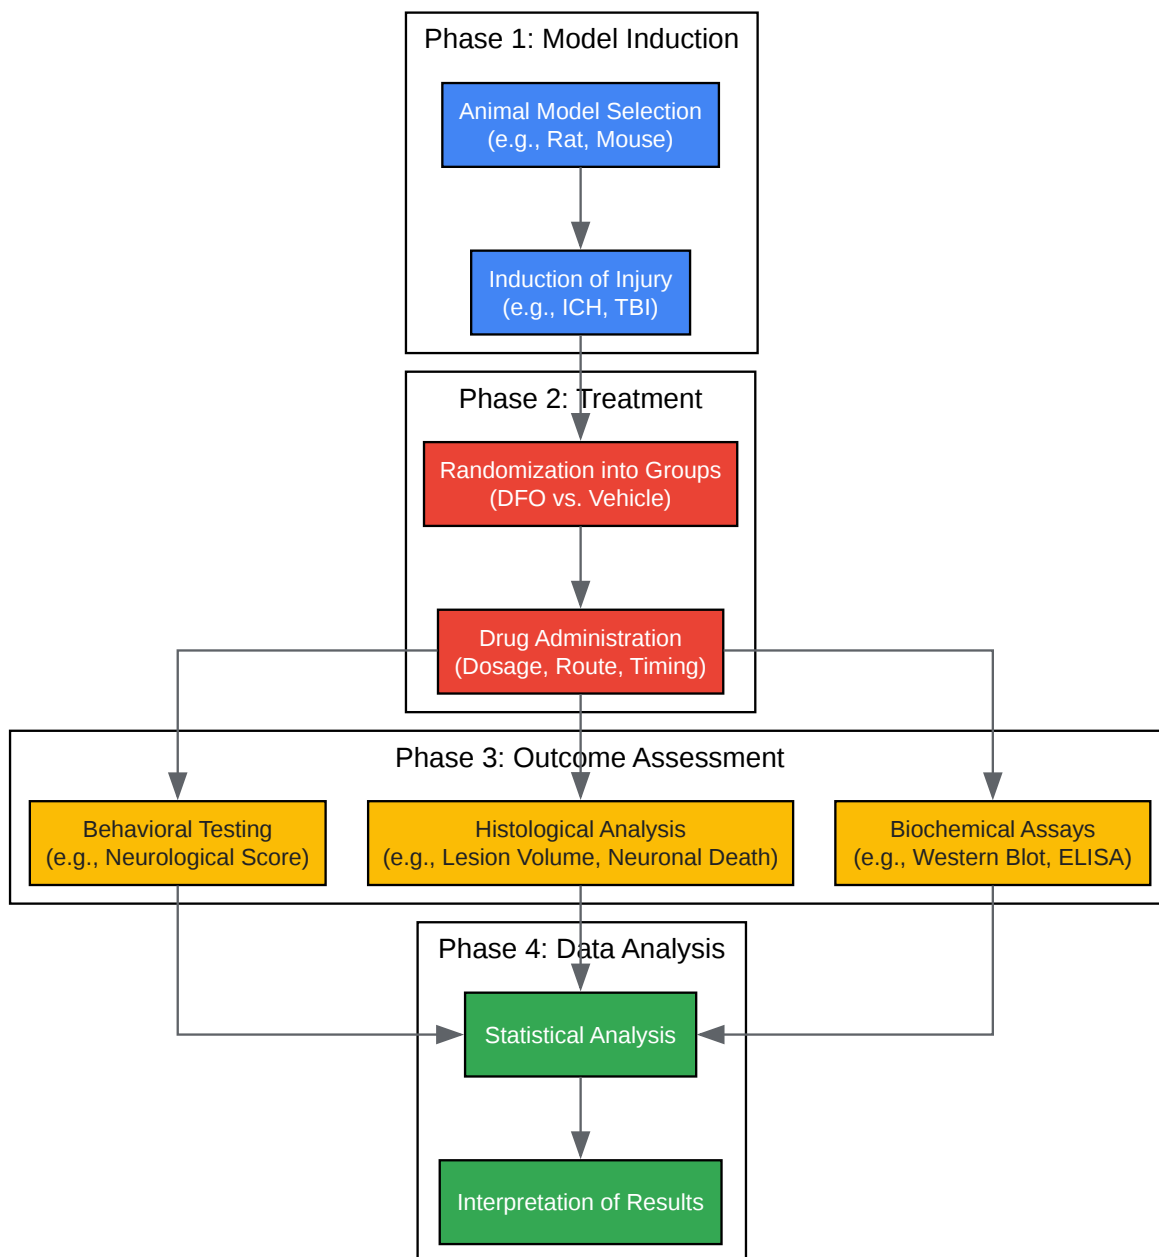 Phase 1: Model Induction
Animal Model Selection
(e.g., Rat, Mouse)
Induction of Injury
(e.g., ICH, TBI)
Phase 2: Treatment
Randomization into Groups
(DFO vs. Vehicle)
Drug Administration
(Dosage, Route, Timing)
Phase 3: Outcome Assessment
Behavioral Testing
(e.g., Neurological Score)
Histological Analysis
(e.g., Lesion Volume, Neuronal Death)
Biochemical Assays
(e.g., Western Blot, ELISA)
Phase 4: Data Analysis
Statistical Analysis
Interpretation of Results